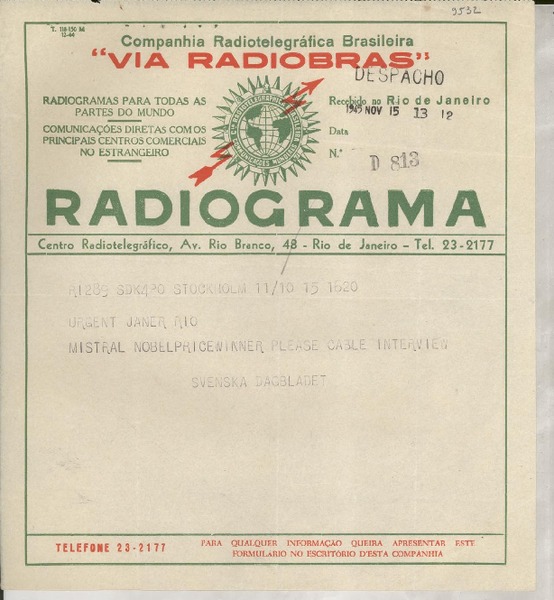 9532
T. 118-150 M
12-44
Companhia Radiotelegráfica Brasileira
"VIA RADIOBRAS"
DESPACHO
RADIOGRAMAS PARA TODAS AS
PARTES DO MUNDO
COMUNICAÇÕES DIRETAS COM OS
PRINCIPAIS CENTROS COMERCIAIS
NO ESTRANGEIRO
Recebido no Rio de Janeiro
1945 NOV 15 13 12
Data
N.º D 813
RADIOGRAMA
Centro Radiotelegráfico, Av. Rio Branco, 48 - Rio de Janeiro - Tel. 23-2177
RI289 SDK420 STOCKHOLM 11/10 15 1620
URGENT JANER RIO
MISTRAL NOBELPRICEWINNER PLEASE CABLE INTERVIEW
SVENSKA DAGBLADET
TELEFONE 23-2177
PARA QUALQUER INFORMAÇÃO QUEIRA APRESENTAR ESTE
FORMULARIO NO ESCRITÓRIO D'ESTA COMPANHIA